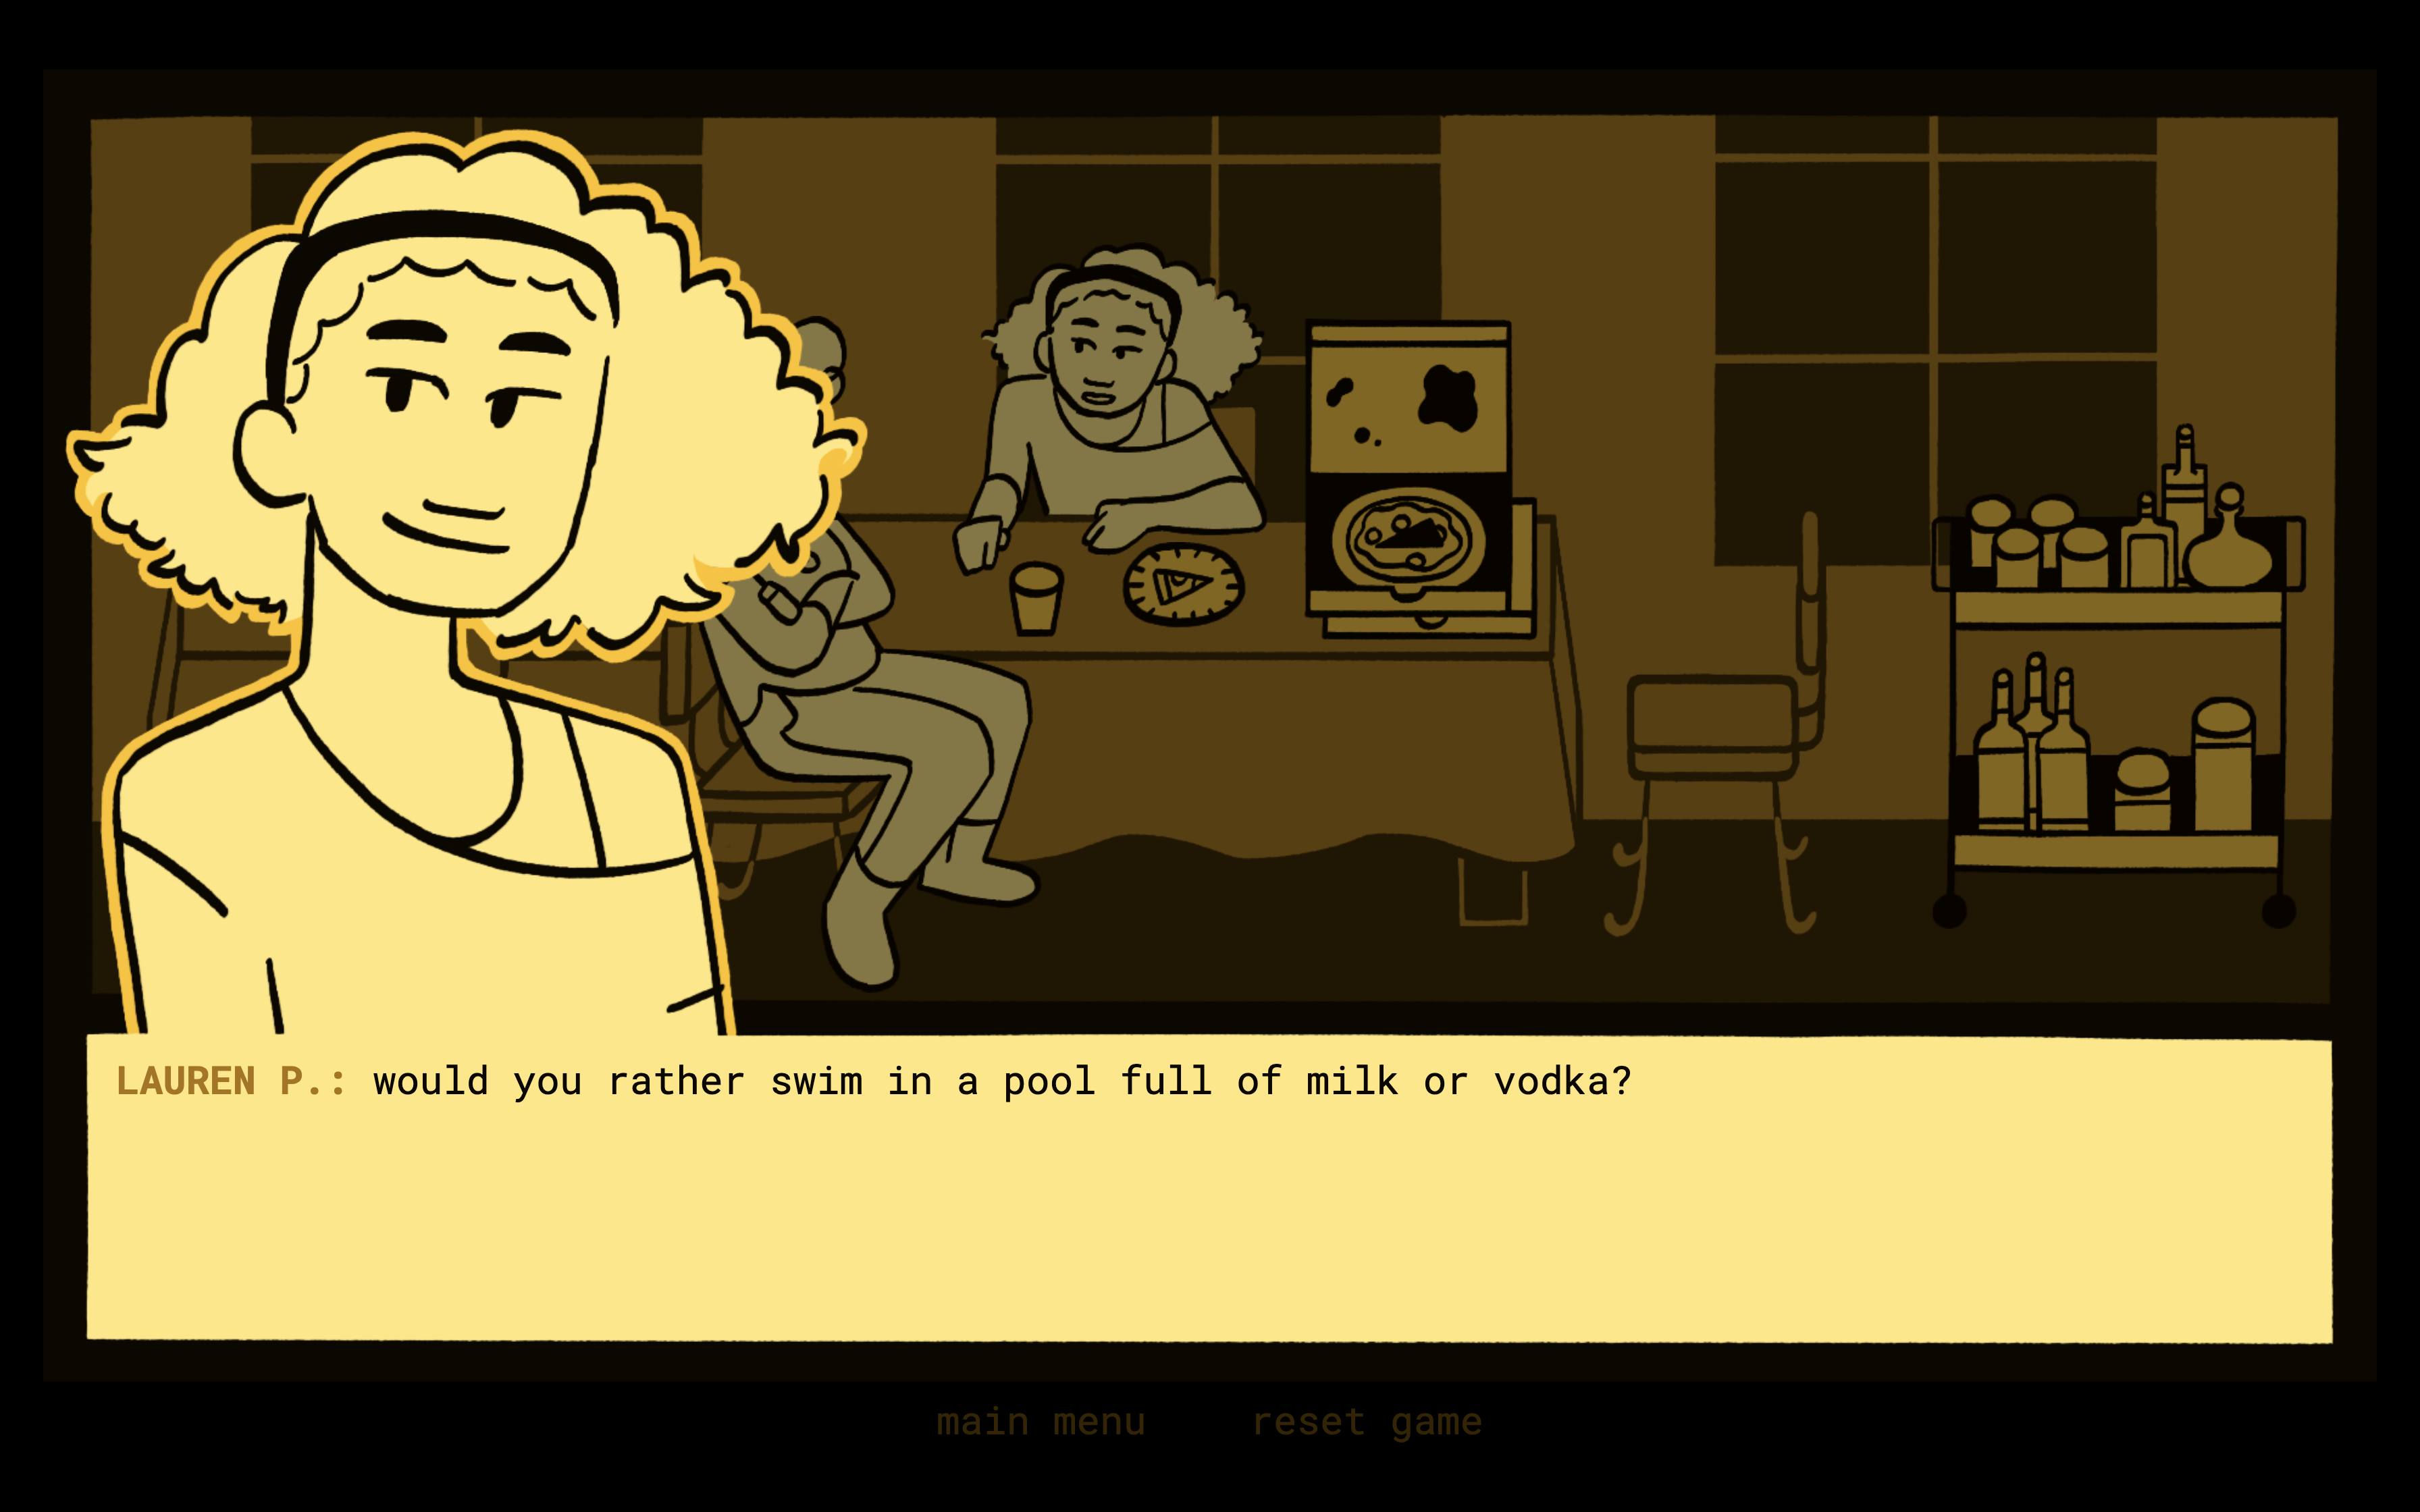 LAUREN P.: would you rather swim in a pool full of milk or vodka?
main menu reset game